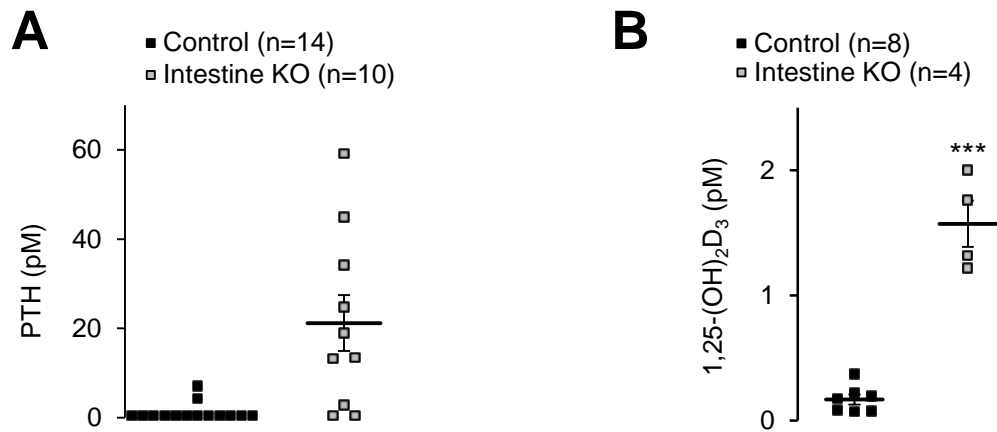 A
Control (n=14)
Intestine KO (n=10)
60
40
20
0
PTH (pM)
B
Control (n=8)
Intestine KO (n=4)
***
2
1
0
1,25-(OH)₂D₃ (pM)